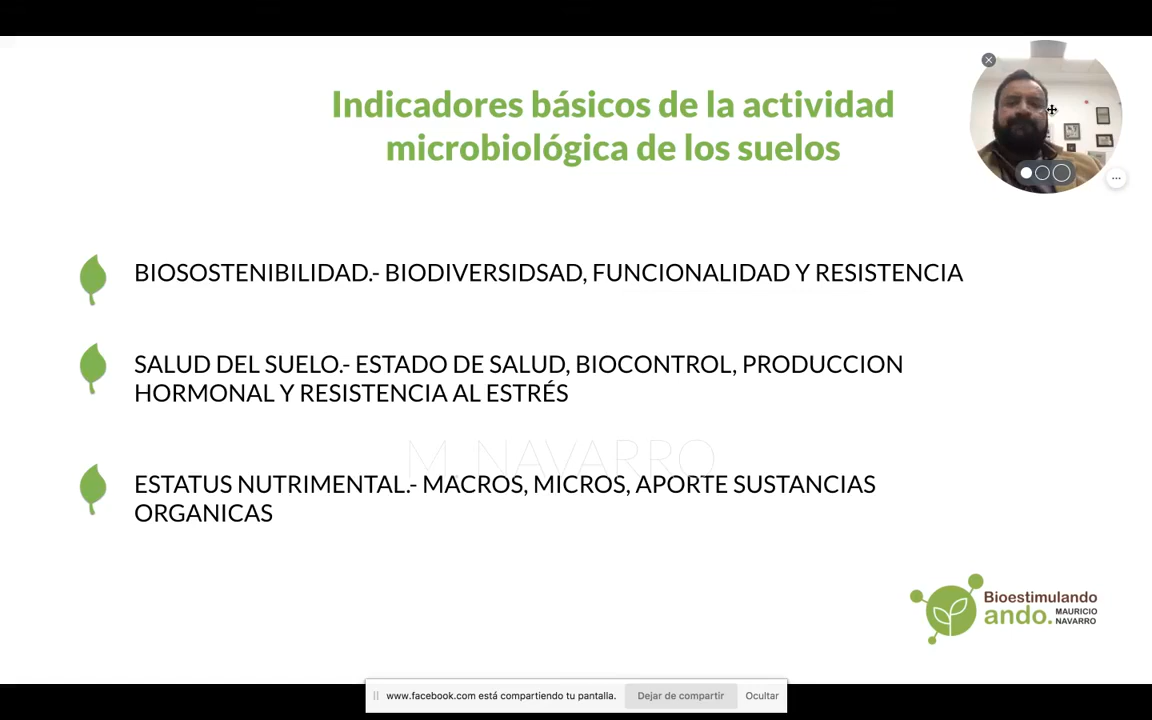 Indicadores básicos de la actividad
microbiológica de los suelos
BIOSOSTENIBILIDAD.- BIODIVERSIDSAD, FUNCIONALIDAD Y RESISTENCIA
SALUD DEL SUELO.- ESTADO DE SALUD, BIOCONTROL, PRODUCCION
HORMONAL Y RESISTENCIA AL ESTRÉS
M NAVARRO
ESTATUS NUTRIMENTAL.- MACROS, MICROS, APORTE SUSTANCIAS
ORGANICAS
Bioestimulando
ando. MAURICIO
NAVARRO
www.facebook.com está compartiendo tu pantalla. Dejar de compartir Ocultar